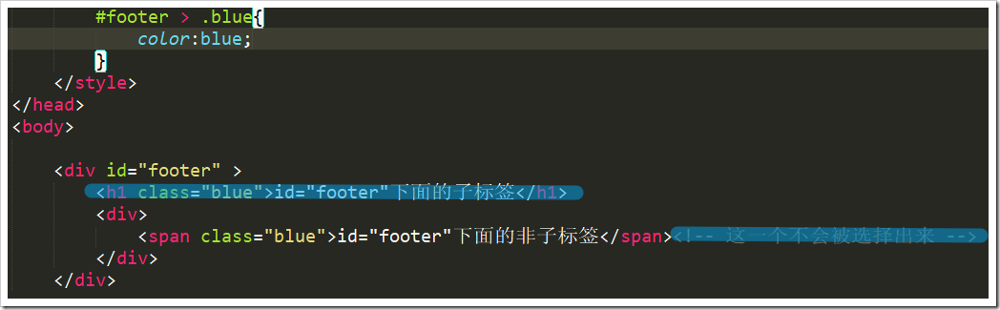 #footer > .blue{
color:blue;
}
</style>
</head>
<body>
<div id="footer" >
<h1 class="blue">id="footer"下面的子标签</h1>
<div>
<span class="blue">id="footer"下面的非子标签</span><!-- 这一个不会被选择出来 -->
</div>
</div>